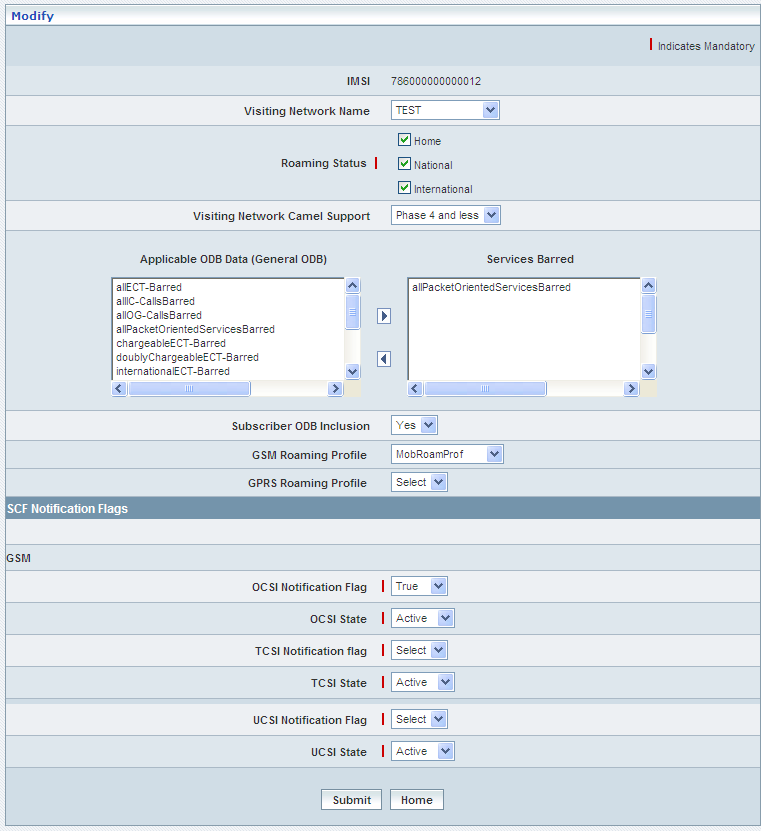 Modify
Indicates Mandatory
IMSI 786000000000012
Visiting Network Name TEST
Roaming Status
Home
National
International
Visiting Network Camel Support Phase 4 and less
Applicable ODB Data (General ODB)
allECT-Barred
allIC-CallsBarred
allOG-CallsBarred
allPacketOrientedServicesBarred
chargeableECT-Barred
doublyChargeableECT-Barred
internationalECT-Barred
Services Barred
allPacketOrientedServicesBarred
Subscriber ODB Inclusion Yes
GSM Roaming Profile MobRoamProf
GPRS Roaming Profile Select
SCF Notification Flags
GSM
OCSI Notification Flag True
OCSI State Active
TCSI Notification flag Select
TCSI State Active
UCSI Notification Flag Select
UCSI State Active
Submit Home